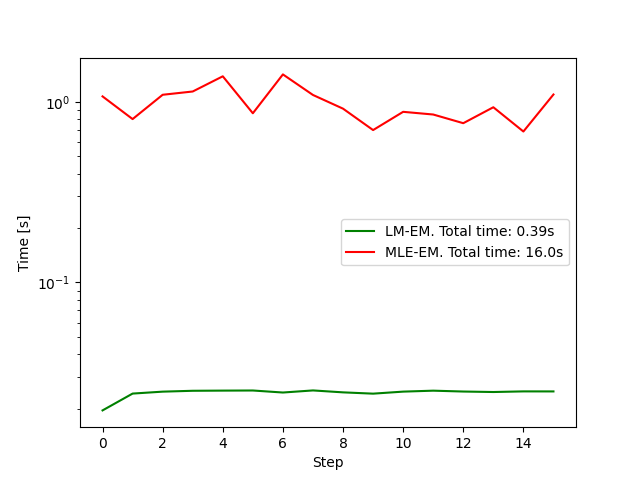 10⁰
10⁻¹
Time [s]
LM-EM. Total time: 0.39s
MLE-EM. Total time: 16.0s
0 2 4 6 8 10 12 14
Step